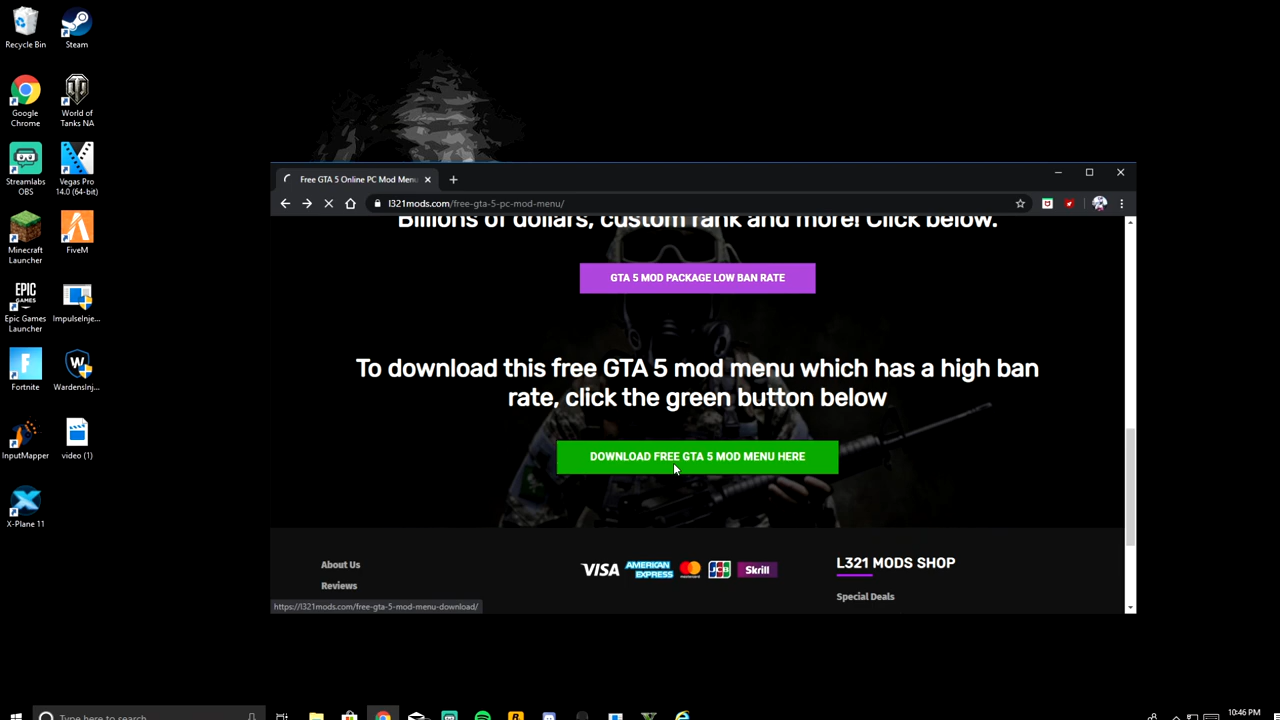 Recycle Bin
Steam
Google
Chrome
World of
Tanks NA
Streamlabs
OBS
Vegas Pro
14.0 (64-bit)
Minecraft
Launcher
FiveM
EPIC
GAMES
Epic Games
Launcher
ImpulseInje...
Fortnite
WardensInj...
InputMapper
video (1)
X-Plane 11
Free GTA 5 Online PC Mod Menu
l321mods.com/free-gta-5-pc-mod-menu/
Billions of dollars, custom rank and more! Click below.
GTA 5 MOD PACKAGE LOW BAN RATE
To download this free GTA 5 mod menu which has a high ban
rate, click the green button below
DOWNLOAD FREE GTA 5 MOD MENU HERE
About Us
Reviews
VISA AMERICAN EXPRESS mastercard JCB Skrill
L321 MODS SHOP
Special Deals
https://l321mods.com/free-gta-5-mod-menu-download/
Type here to search
10:46 PM